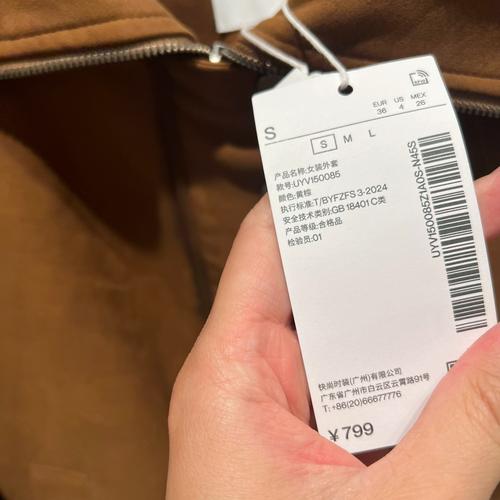 EUR US MEX
36 4 26
S
S M L
产品名称:女装外套
款号:UYV150085
颜色:黄棕
执行标准:T/BYFZFS 3-2024
安全技术类别:GB 18401 C类
产品等级:合格品
检验员:01
UYV150085Z1A0S-N45S
快尚时装(广州)有限公司
广东省广州市白云区云霄路91号
T:+86(20)66677776
¥799